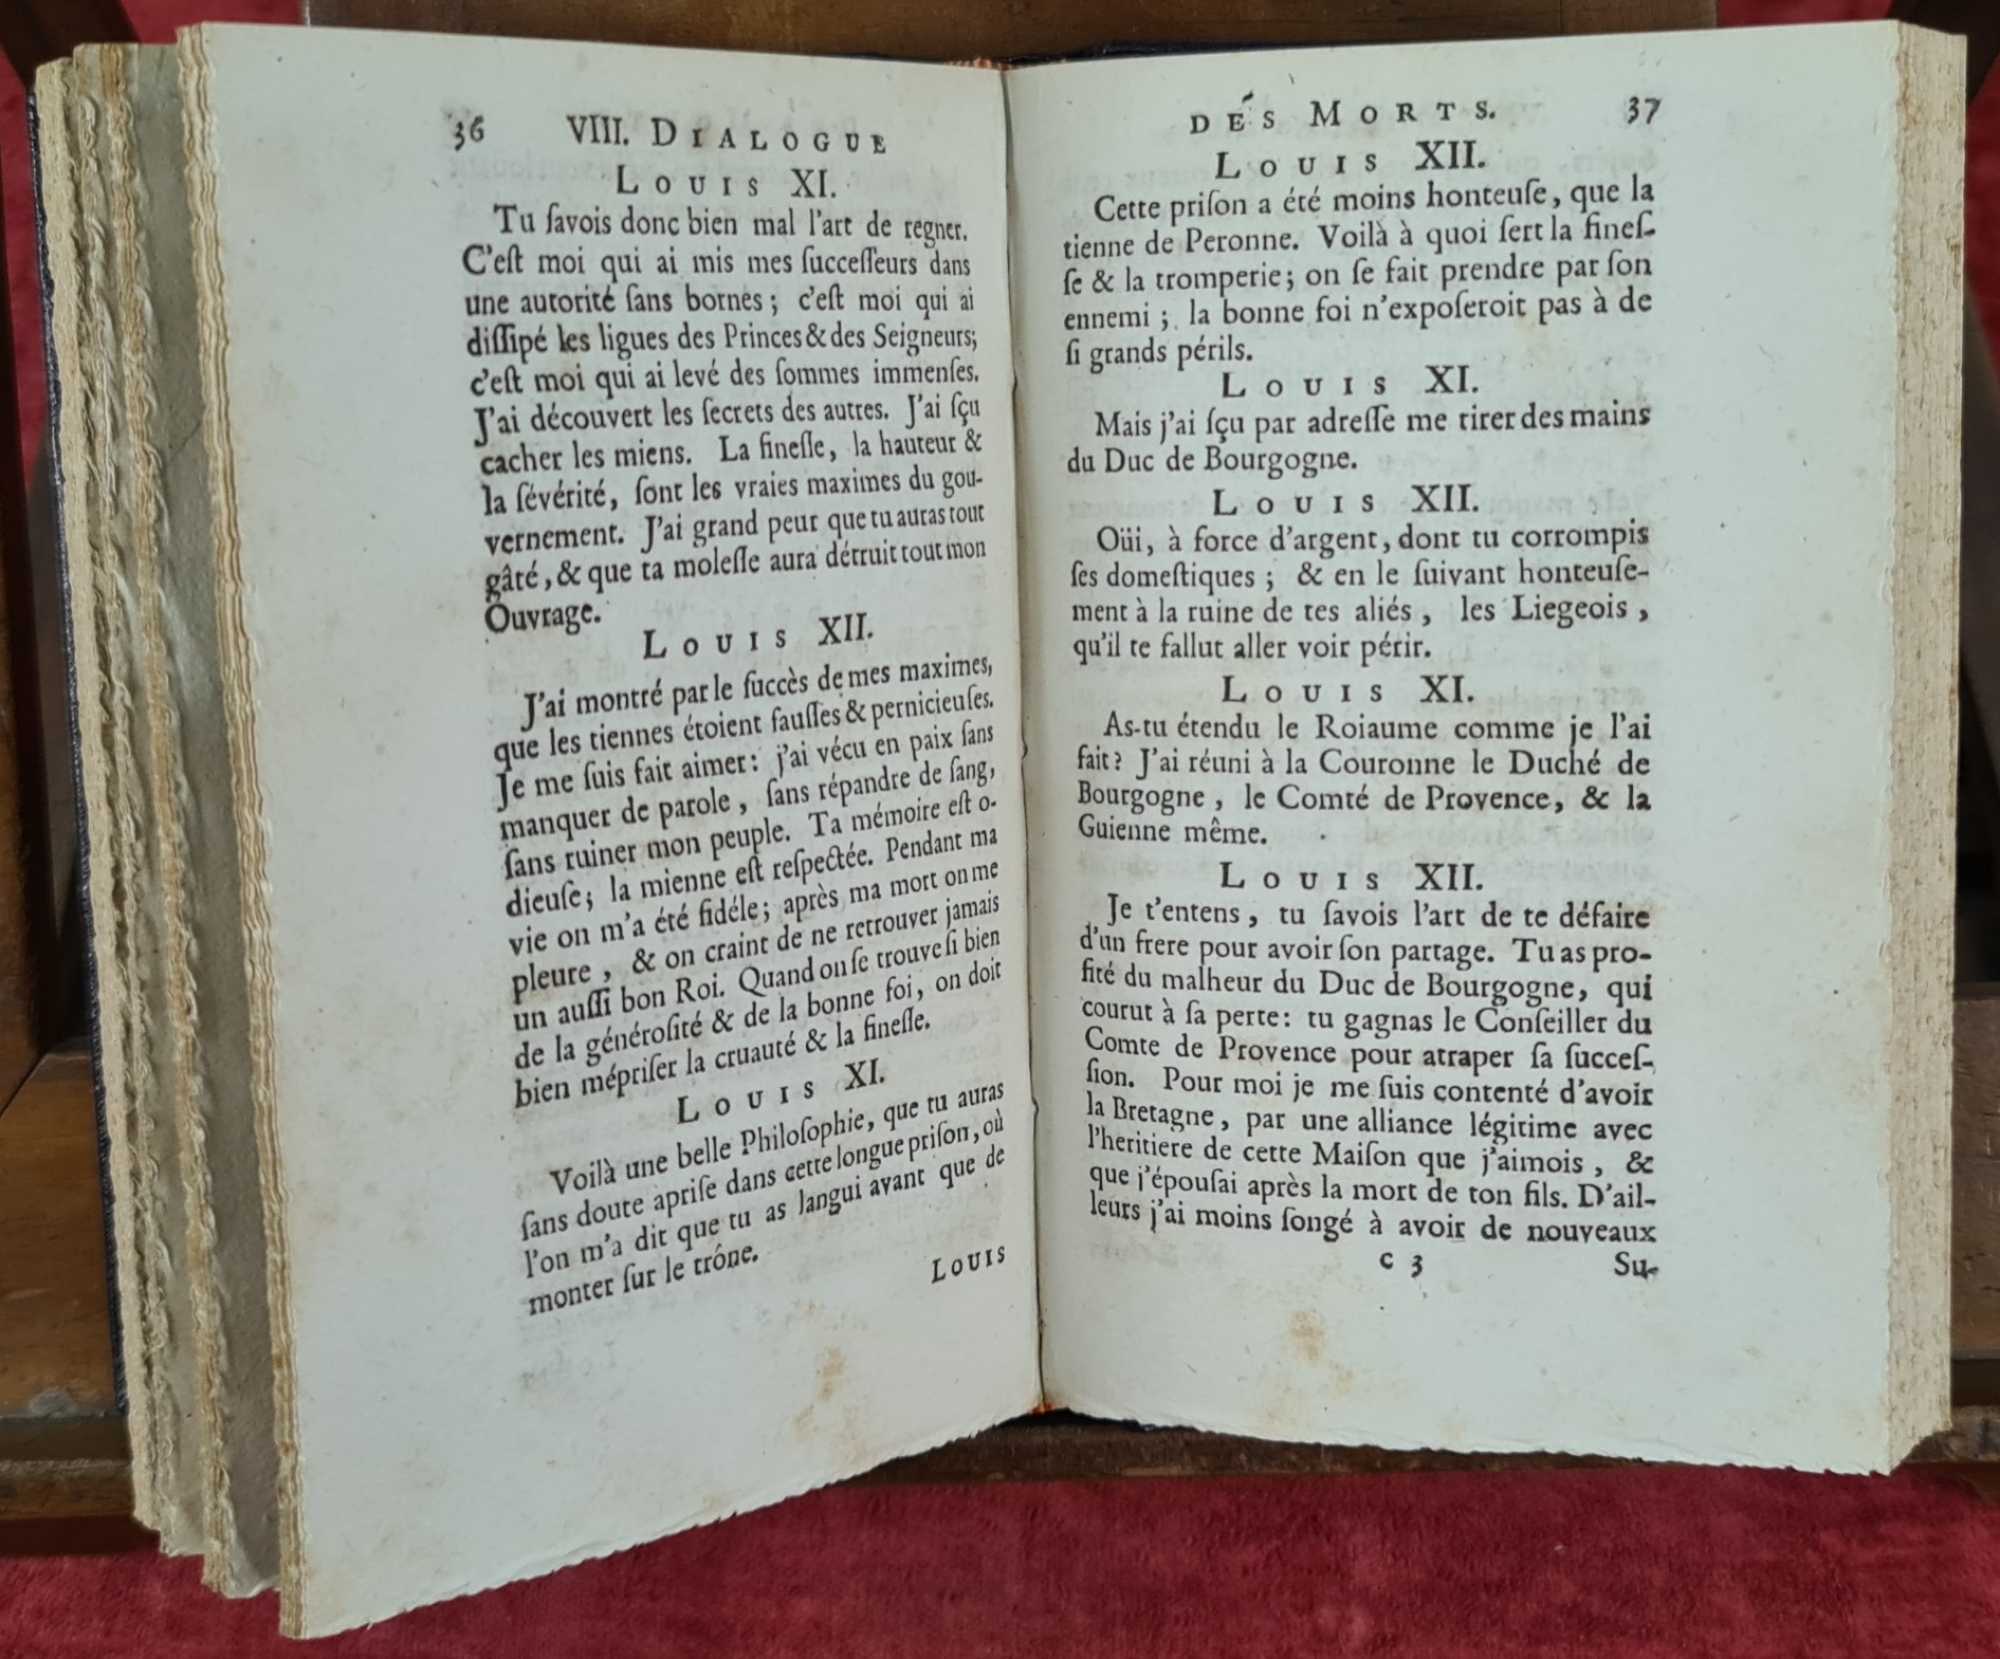 36 VIII. DIALOGUE
LOUIS XI.
Tu ſavois donc bien mal l'art de regner.
C'eſt moi qui ai mis mes ſucceſſeurs dans
une autorité ſans bornes; c'eſt moi qui ai
diſſipé les ligues des Princes & des Seigneurs;
c'eſt moi qui ai levé des ſommes immenſes.
J'ai découvert les ſecrets des autres. J'ai ſçu
cacher les miens. La fineſſe, la hauteur &
la ſévérité, ſont les vraies maximes du gou-
vernement. J'ai grand peur que tu auras tout
gâté, & que ta moleſſe aura détruit tout mon
Ouvrage.
LOUIS XII.
J'ai montré par le ſuccès de mes maximes,
que les tiennes étoient fauſſes & pernicieuſes.
Je me ſuis fait aimer: j'ai vécu en paix ſans
manquer de parole, ſans répandre de ſang,
ſans ruiner mon peuple. Ta mémoire eſt o-
dieuſe; la mienne eſt reſpectée. Pendant ma
vie on m'a été fidéle; après ma mort on me
pleure, & on craint de ne retrouver jamais
un auſſi bon Roi. Quand on ſe trouve ſi bien
de la généroſité & de la bonne foi, on doit
bien mépriſer la cruauté & la fineſſe.
LOUIS XI.
Voilà une belle Philoſophie, que tu auras
ſans doute apriſe dans cette longue priſon, où
l'on m'a dit que tu as langui avant que de
monter ſur le trône.
LOUIS
DES MORTS. 37
LOUIS XII.
Cette priſon a été moins honteuſe, que la
tienne de Peronne. Voilà à quoi ſert la fineſ-
ſe & la tromperie; on ſe fait prendre par ſon
ennemi; la bonne foi n'expoſeroit pas à de
ſi grands périls.
LOUIS XI.
Mais j'ai ſçu par adreſſe me tirer des mains
du Duc de Bourgogne.
LOUIS XII.
Oüi, à force d'argent, dont tu corrompis
ſes domeſtiques; & en le ſuivant honteuſe-
ment à la ruine de tes aliés, les Liegeois,
qu'il te fallut aller voir périr.
LOUIS XI.
As-tu étendu le Roiaume comme je l'ai
fait? J'ai réuni à la Couronne le Duché de
Bourgogne, le Comté de Provence, & la
Guienne même.
LOUIS XII.
Je t'entens, tu ſavois l'art de te défaire
d'un frere pour avoir ſon partage. Tu as pro-
fité du malheur du Duc de Bourgogne, qui
courut à ſa perte: tu gagnas le Conſeiller du
Comte de Provence pour atraper ſa ſucceſ-
ſion. Pour moi je me ſuis contenté d'avoir
la Bretagne, par une alliance légitime avec
l'heritiere de cette Maiſon que j'aimois, &
que j'épouſai après la mort de ton fils. D'ail-
leurs j'ai moins ſongé à avoir de nouveaux
C 3 Su-